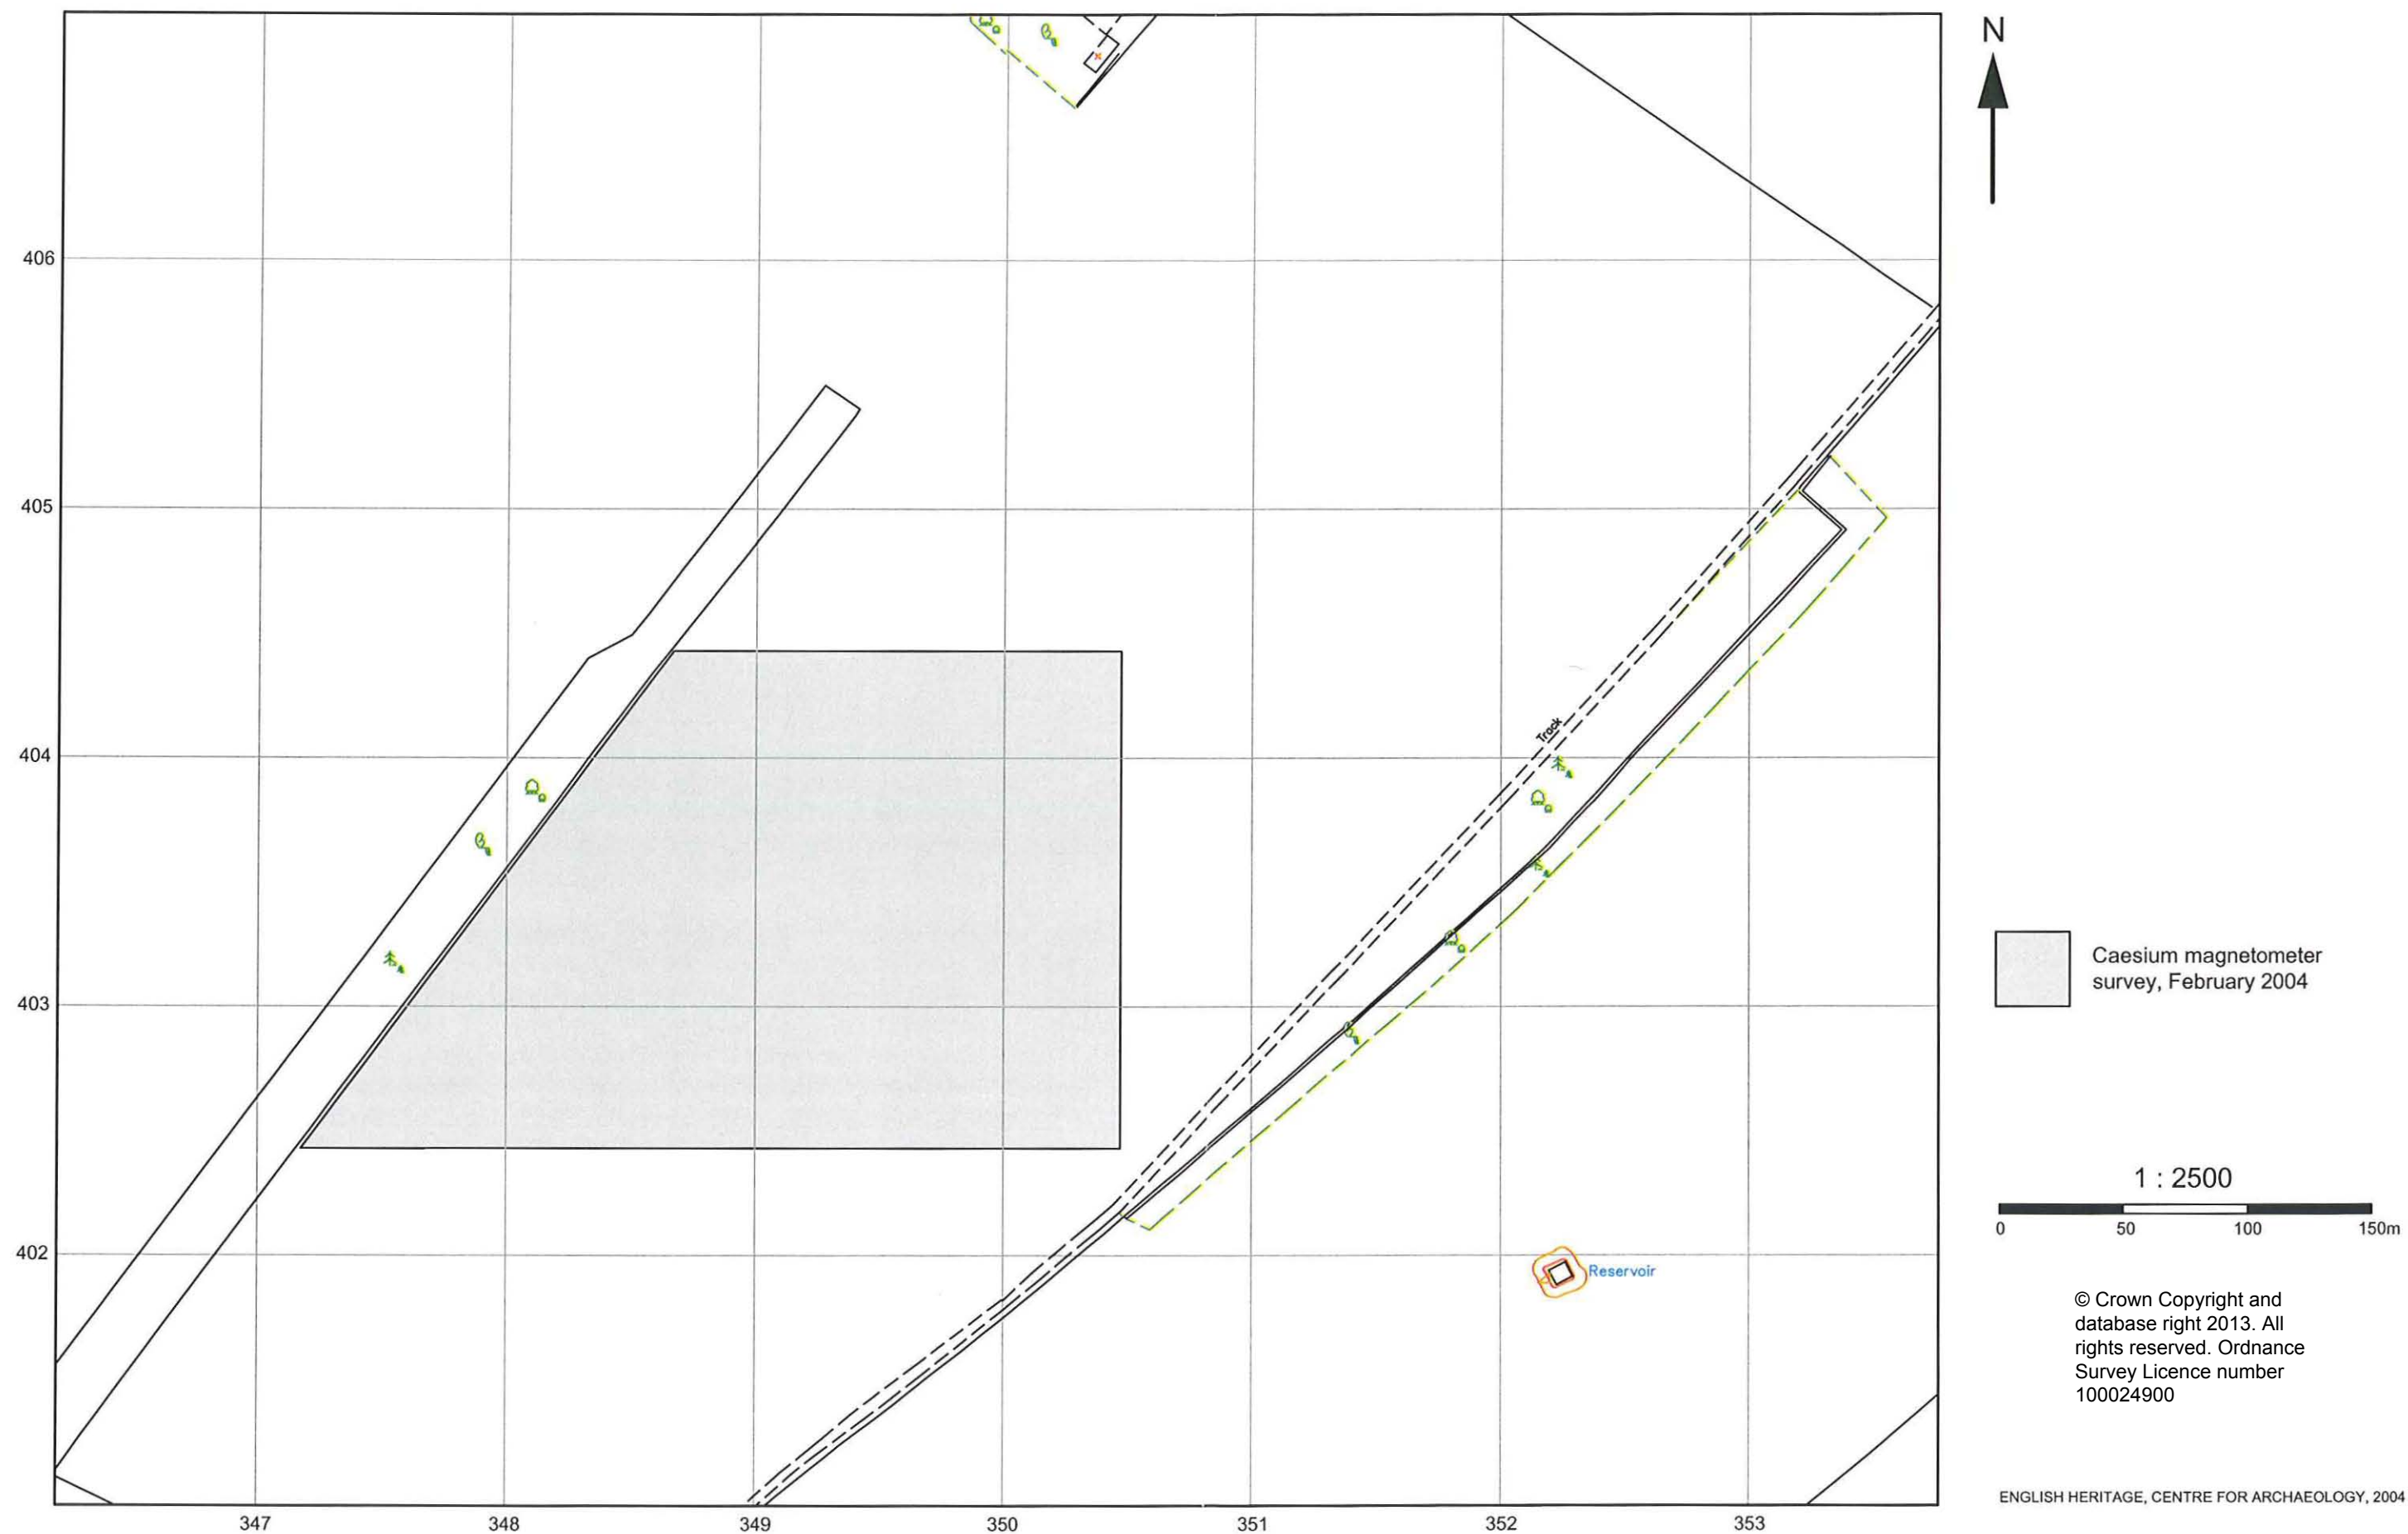 N
406
405
404
403
402
347 348 349 350 351 352 353
Track
Reservoir
Caesium magnetometer
survey, February 2004
1 : 2500
0 50 100 150m
© Crown Copyright and
database right 2013. All
rights reserved. Ordnance
Survey Licence number
100024900
ENGLISH HERITAGE, CENTRE FOR ARCHAEOLOGY, 2004